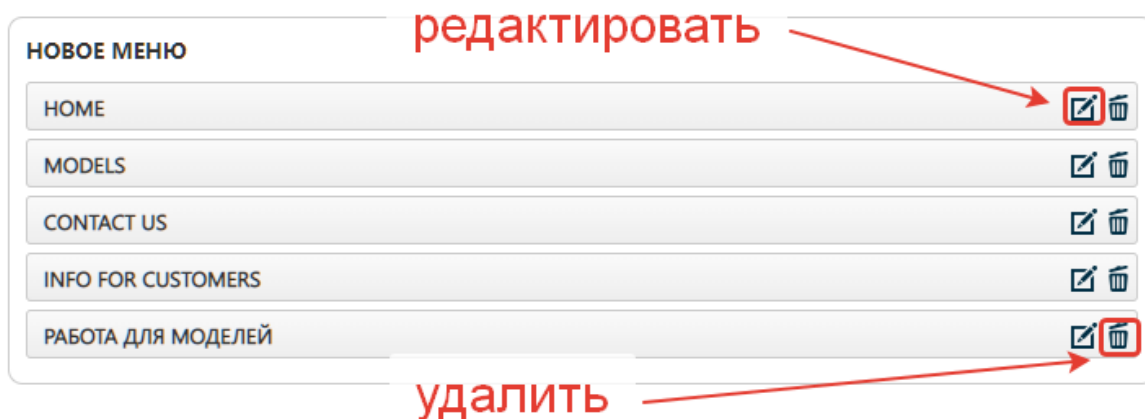 редактировать
НОВОЕ МЕНЮ
HOME
MODELS
CONTACT US
INFO FOR CUSTOMERS
РАБОТА ДЛЯ МОДЕЛЕЙ
удалить